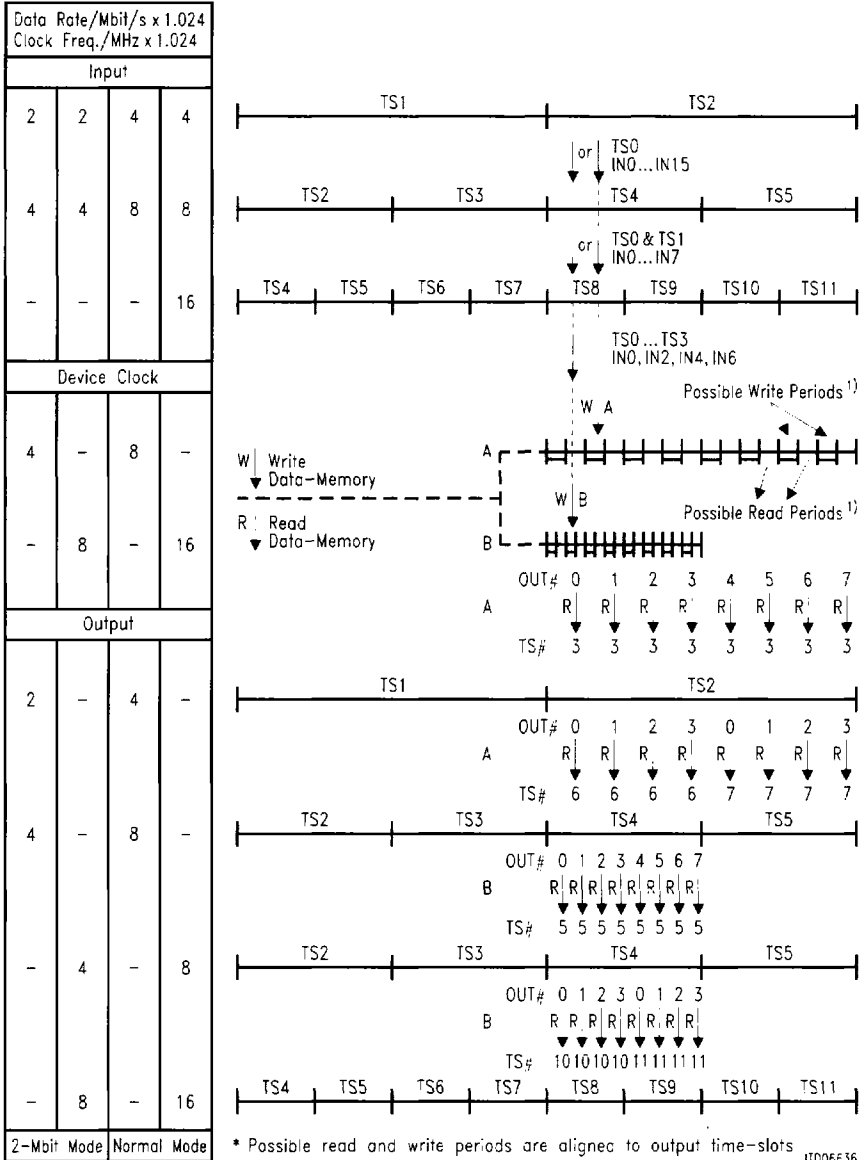 Data Rate/Mbit/s x 1.024
Clock Freq./MHz x 1.024
Input
2 2 4 4
TS1 TS2
or TS0
IN0...IN15
4 4 8 8
TS2 TS3 TS4 TS5
or TS0 & TS1
IN0...IN7
- - - 16
TS4 TS5 TS6 TS7 TS8 TS9 TS10 TS11
TS0...TS3
IN0, IN2, IN4, IN6
Device Clock
Possible Write Periods 1)
W A
4 - 8 -
A
W Write
Data-Memory
W B
Possible Read Periods 1)
R Read
Data-Memory
- 8 - 16
B
OUT# 0 1 2 3 4 5 6 7
A R R R R R R R R
TS# 3 3 3 3 3 3 3 3
Output
2 - 4 -
TS1 TS2
OUT# 0 1 2 3 0 1 2 3
A R R R R R R R R
TS# 6 6 6 6 7 7 7 7
4 - 8 -
TS2 TS3 TS4 TS5
OUT# 0 1 2 3 4 5 6 7
B R R R R R R R R
TS# 5 5 5 5 5 5 5 5
- 4 - 8
TS2 TS3 TS4 TS5
OUT# 0 1 2 3 0 1 2 3
B R R R R R R R R
TS# 10 10 10 10 11 11 11 11
- 8 - 16
TS4 TS5 TS6 TS7 TS8 TS9 TS10 TS11
2-Mbit Mode Normal Mode
* Possible read and write periods are aligned to output time-slots